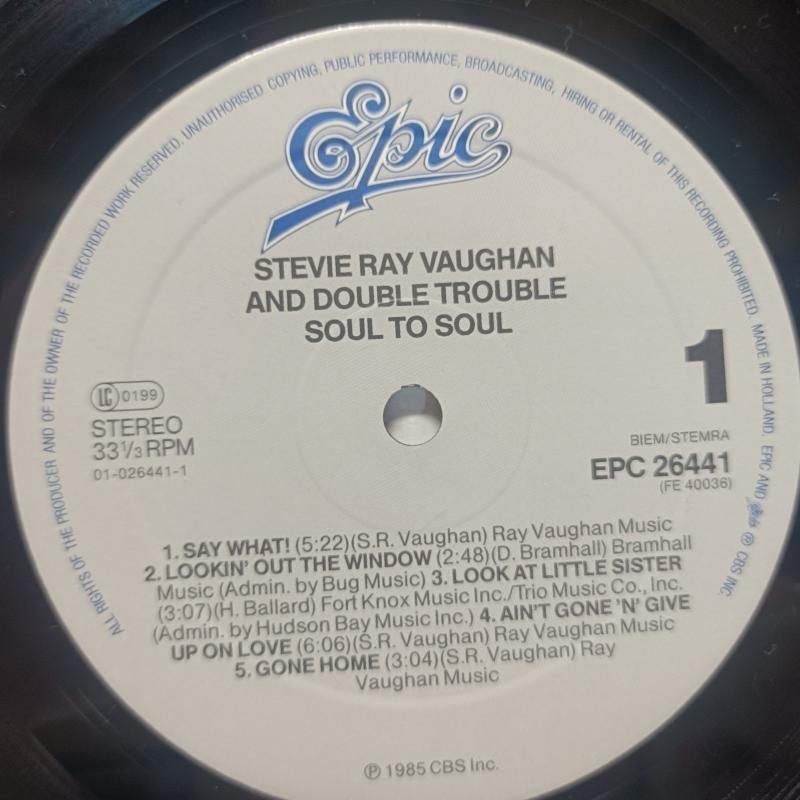 ALL RIGHTS OF THE PRODUCER AND OF THE OWNER OF THE RECORDED WORK RESERVED. UNAUTHORISED COPYING, PUBLIC PERFORMANCE, BROADCASTING, HIRING OR RENTAL OF THIS RECORDING PROHIBITED. MADE IN HOLLAND. EPIC AND Epic ® CBS INC.
Epic
STEVIE RAY VAUGHAN
AND DOUBLE TROUBLE
SOUL TO SOUL
1
LC 0199
STEREO
33⅓ RPM
01-026441-1
BIEM/STEMRA
EPC 26441
(FE 40036)
1. SAY WHAT! (5:22)(S.R. Vaughan) Ray Vaughan Music
2. LOOKIN' OUT THE WINDOW (2:48)(D. Bramhall) Bramhall
Music (Admin. by Bug Music) 3. LOOK AT LITTLE SISTER
(3:07)(H. Ballard) Fort Knox Music Inc./Trio Music Co., Inc.
(Admin. by Hudson Bay Music Inc.) 4. AIN'T GONE 'N' GIVE
UP ON LOVE (6:06)(S.R. Vaughan) Ray Vaughan Music
5. GONE HOME (3:04)(S.R. Vaughan) Ray
Vaughan Music
℗ 1985 CBS Inc.